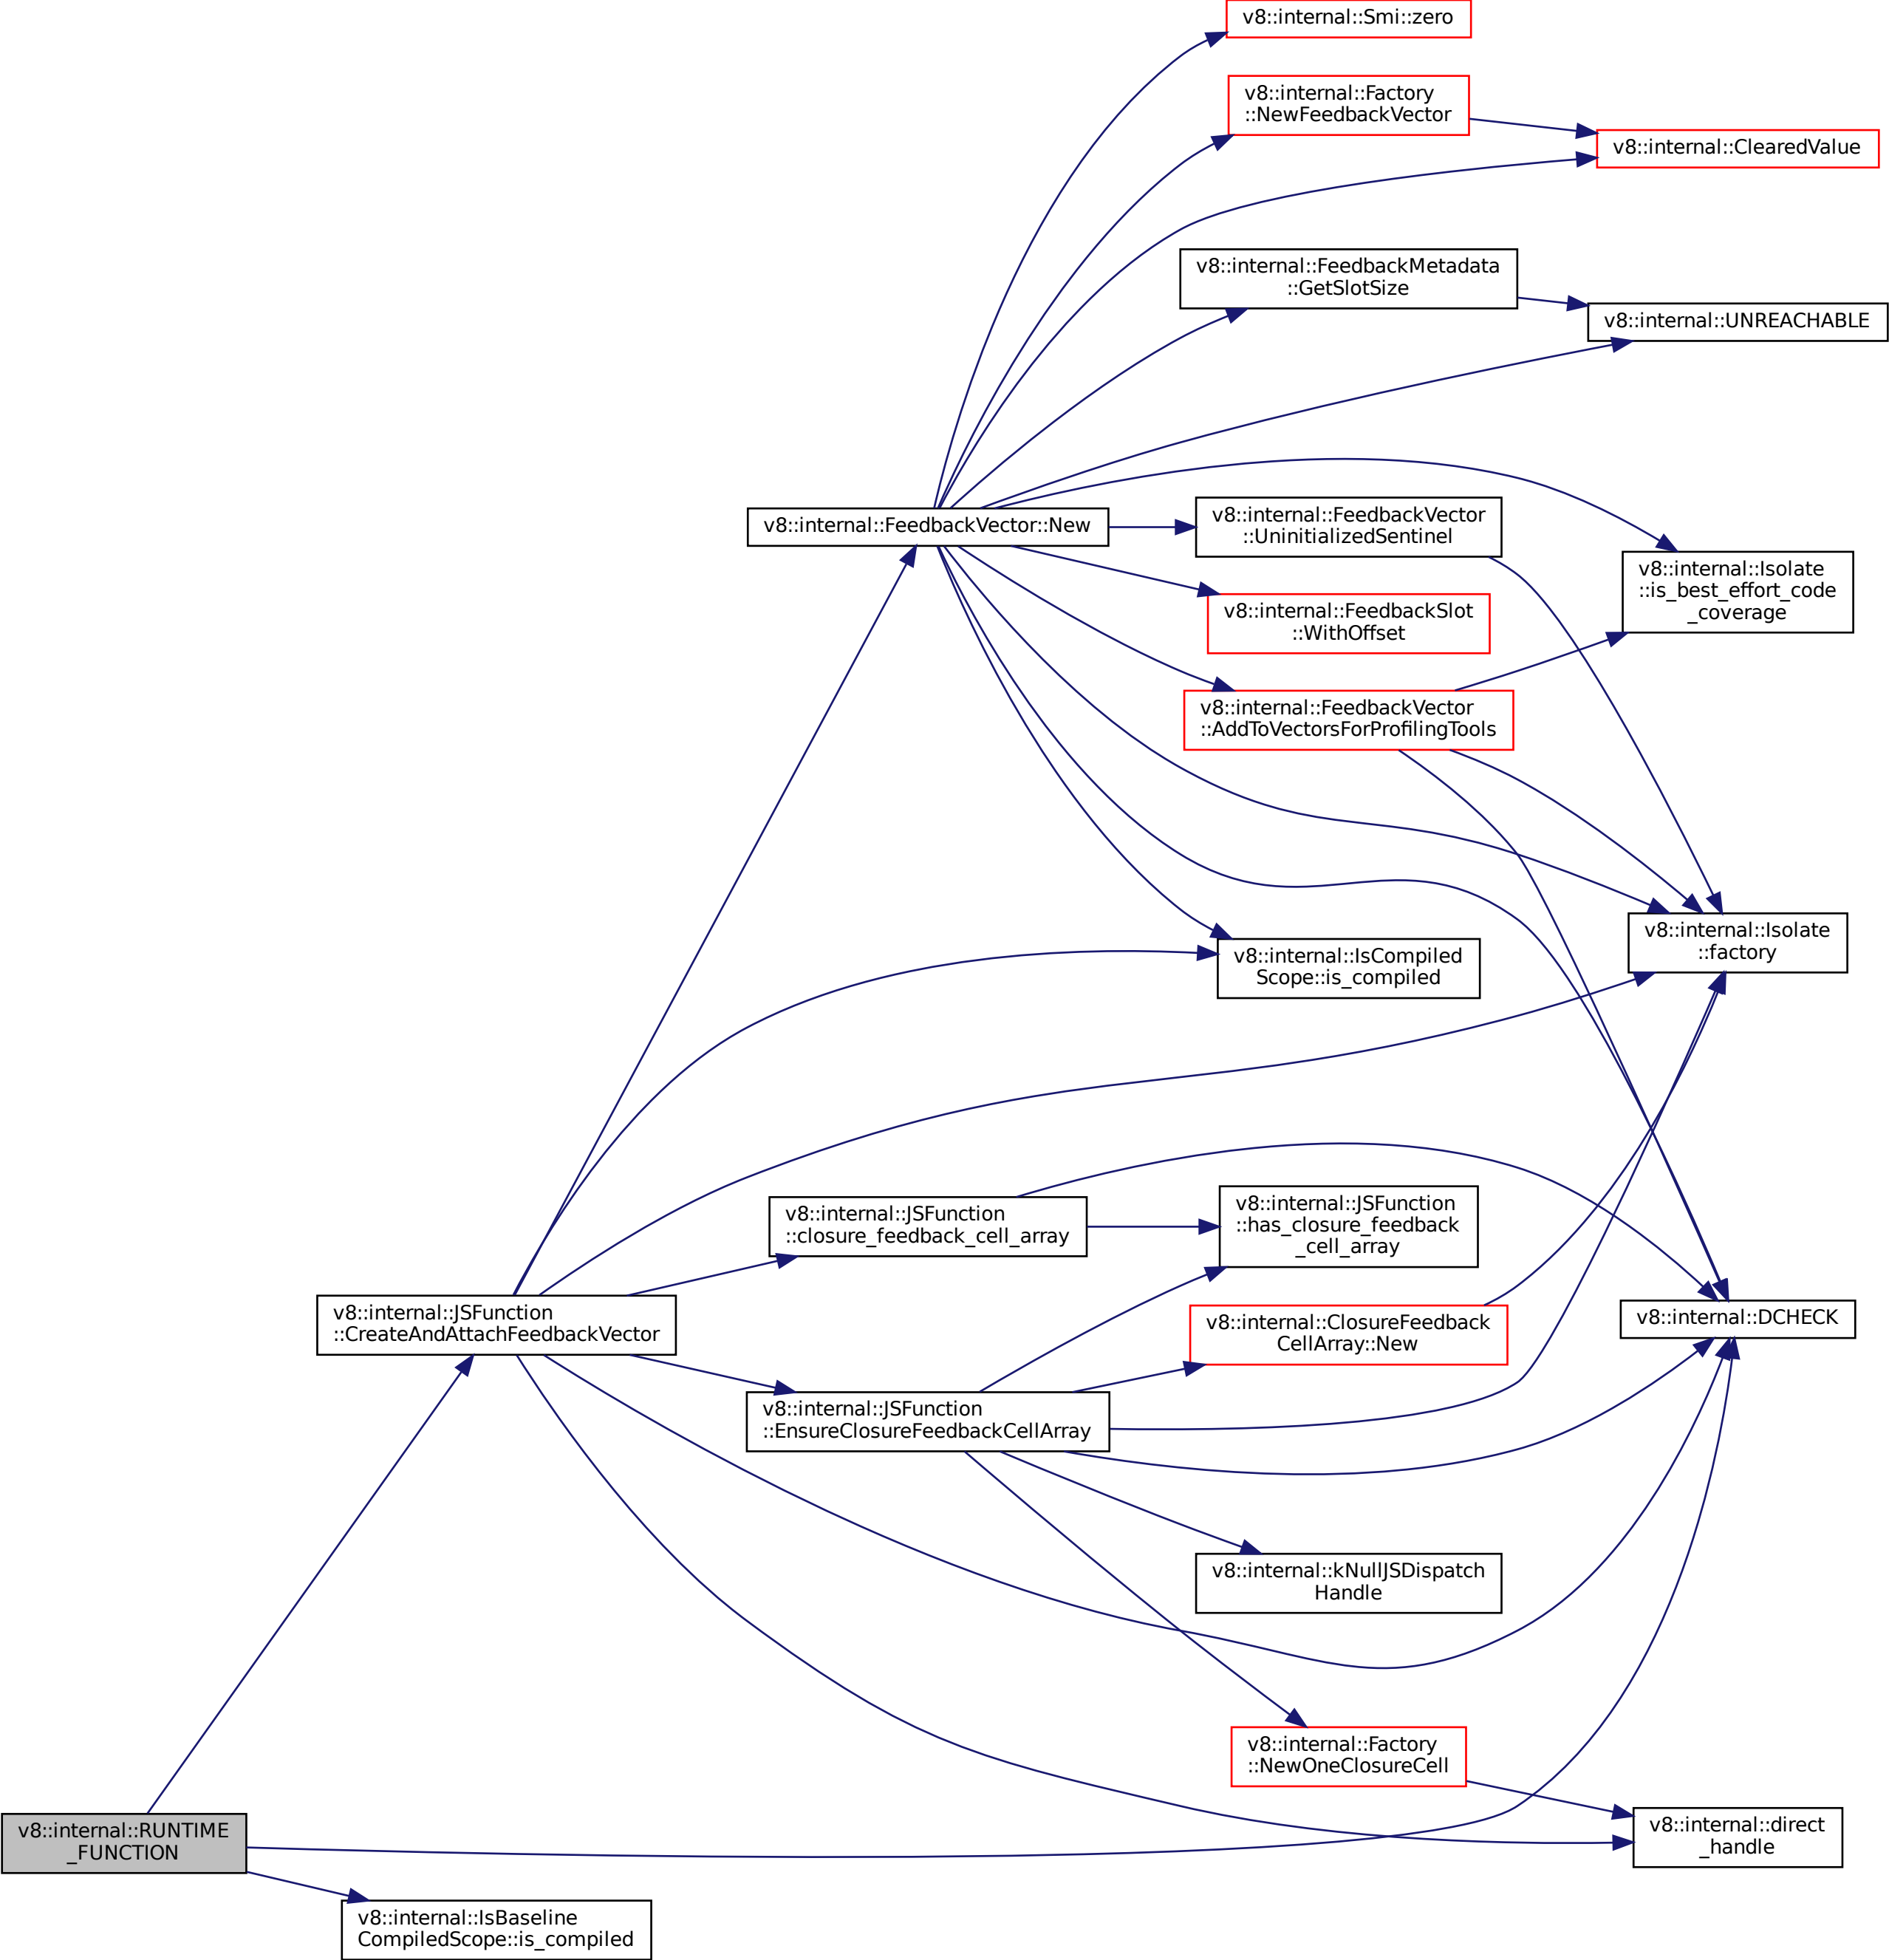 v8::internal::Smi::zero
v8::internal::Factory
::NewFeedbackVector
v8::internal::ClearedValue
v8::internal::FeedbackMetadata
::GetSlotSize
v8::internal::UNREACHABLE
v8::internal::FeedbackVector::New
v8::internal::FeedbackVector
::UninitializedSentinel
v8::internal::Isolate
::is_best_effort_code
_coverage
v8::internal::FeedbackSlot
::WithOffset
v8::internal::FeedbackVector
::AddToVectorsForProfilingTools
v8::internal::Isolate
::factory
v8::internal::IsCompiled
Scope::is_compiled
v8::internal::JSFunction
::closure_feedback_cell_array
v8::internal::JSFunction
::has_closure_feedback
_cell_array
v8::internal::JSFunction
::CreateAndAttachFeedbackVector
v8::internal::ClosureFeedback
CellArray::New
v8::internal::DCHECK
v8::internal::JSFunction
::EnsureClosureFeedbackCellArray
v8::internal::kNullJSDispatch
Handle
v8::internal::Factory
::NewOneClosureCell
v8::internal::RUNTIME
_FUNCTION
v8::internal::direct
_handle
v8::internal::IsBaseline
CompiledScope::is_compiled